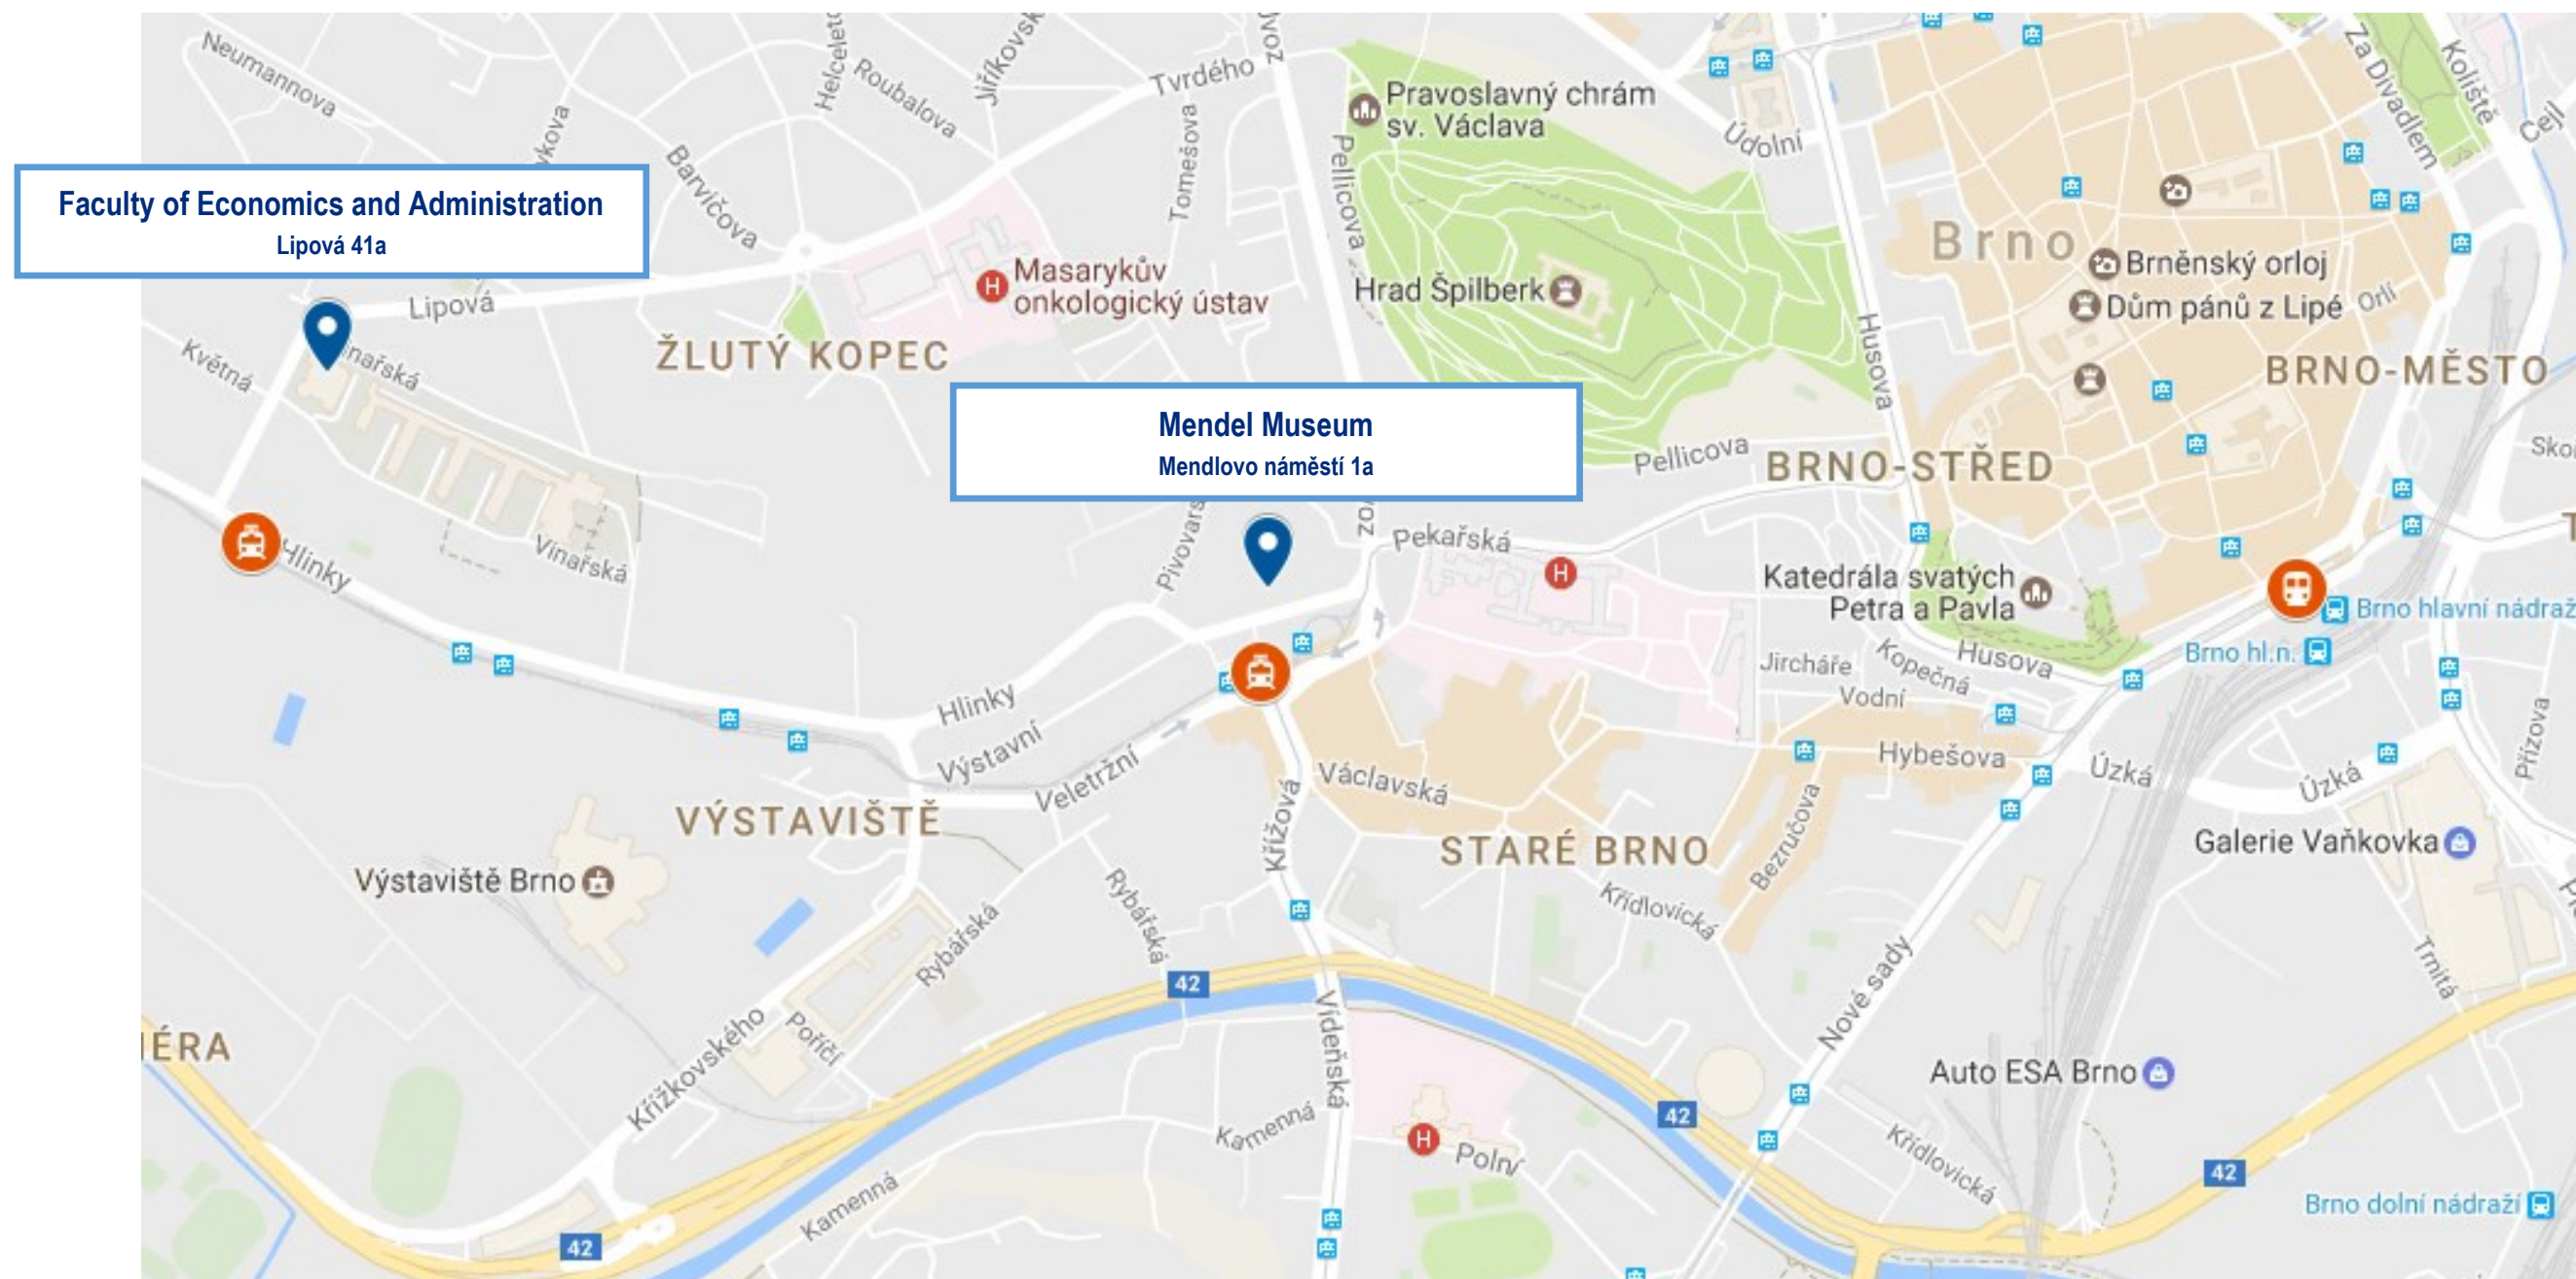 Neumannova
Helceletova
Roubalova
Jiříkovsk
Tvrdého
Pravoslavný chrám
sv. Václava
Údolní
Za Divadlem
Koliště
Cejl
Faculty of Economics and Administration
Lipová 41a
Barvičova
Tomešova
Pellicova
Brno
Masarykův
onkologický ústav
Hrad Špilberk
Brněnský orloj
Dům pánů z Lipé
Orlí
Lipová
Květná
Husova
ŽLUTÝ KOPEC
BRNO-MĚSTO
Mendel Museum
Mendlovo náměstí 1a
Pellicova
BRNO-STŘED
Hlinky
Vinařská
Pekařská
H
H
Katedrála svatých
Petra a Pavla
Brno hlavní nádraž
Brno hl.n.
Jircháře
Kopečná
Husova
Vodní
Hlinky
Výstavní
Veletržní
Křížová
Václavská
Hybešova
Úzká
Úzká
Přízova
VÝSTAVIŠTĚ
STARÉ BRNO
Bezručova
Galerie Vaňkovka
Výstaviště Brno
Rybářská
Rybářská
Křídlovická
Nové sady
Trnitá
42
ÉRA
Křížkovského
Poříčí
Vídeňská
Auto ESA Brno
42
Kamenná
H
Polní
Křídlovická
42
Kamenná
Brno dolní nádraží
42